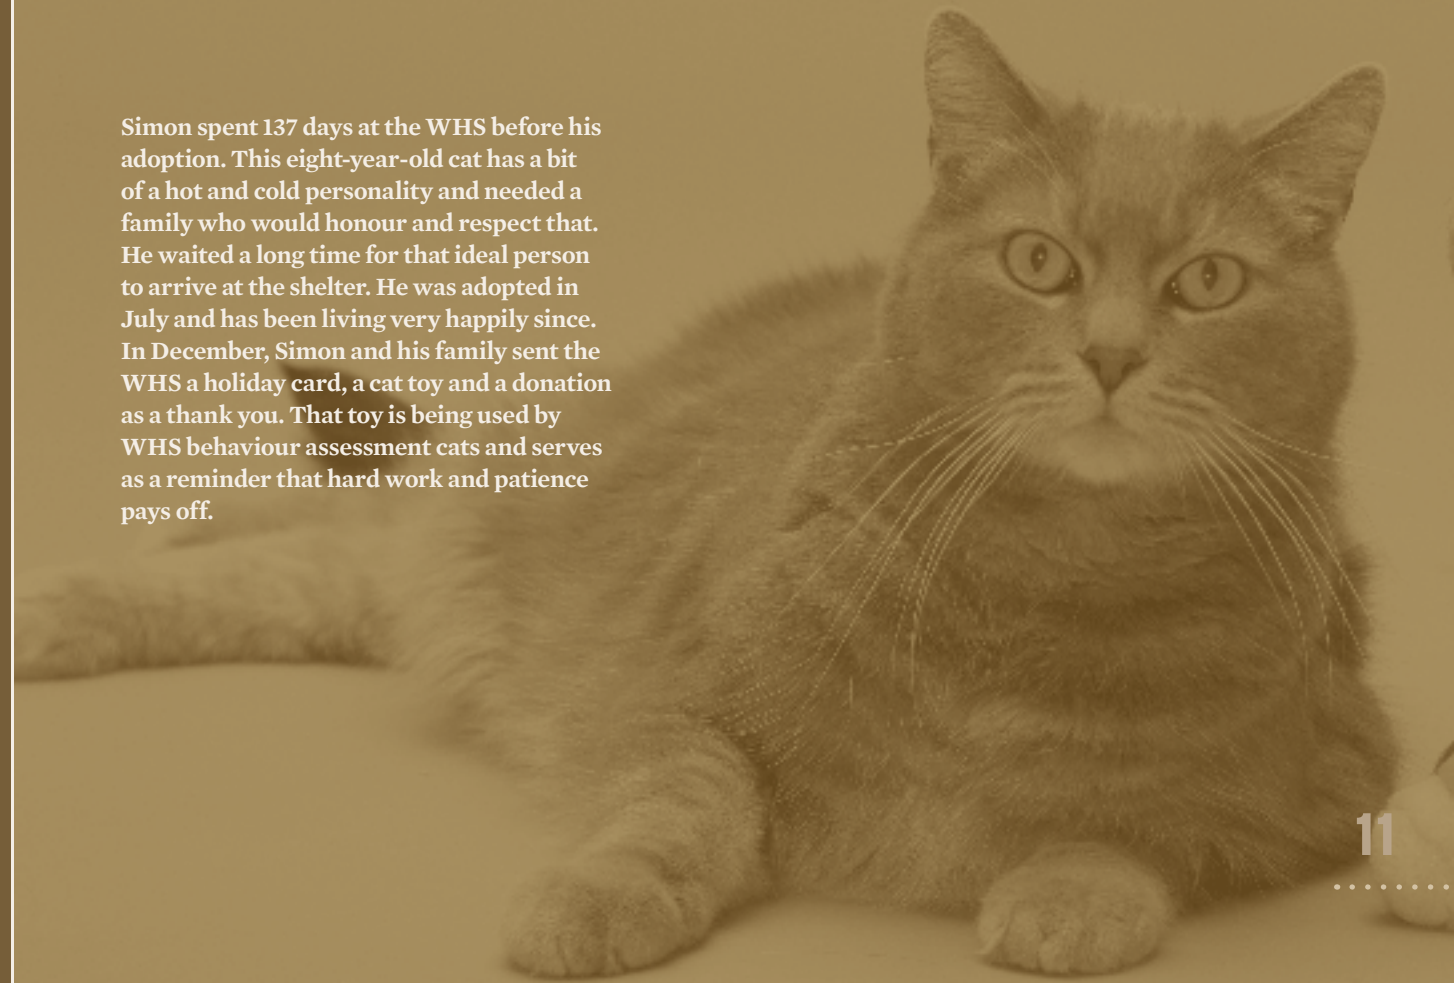 Simon spent 137 days at the WHS before his
adoption. This eight-year-old cat has a bit
of a hot and cold personality and needed a
family who would honour and respect that.
He waited a long time for that ideal person
to arrive at the shelter. He was adopted in
July and has been living very happily since.
In December, Simon and his family sent the
WHS a holiday card, a cat toy and a donation
as a thank you. That toy is being used by
WHS behaviour assessment cats and serves
as a reminder that hard work and patience
pays off.
11